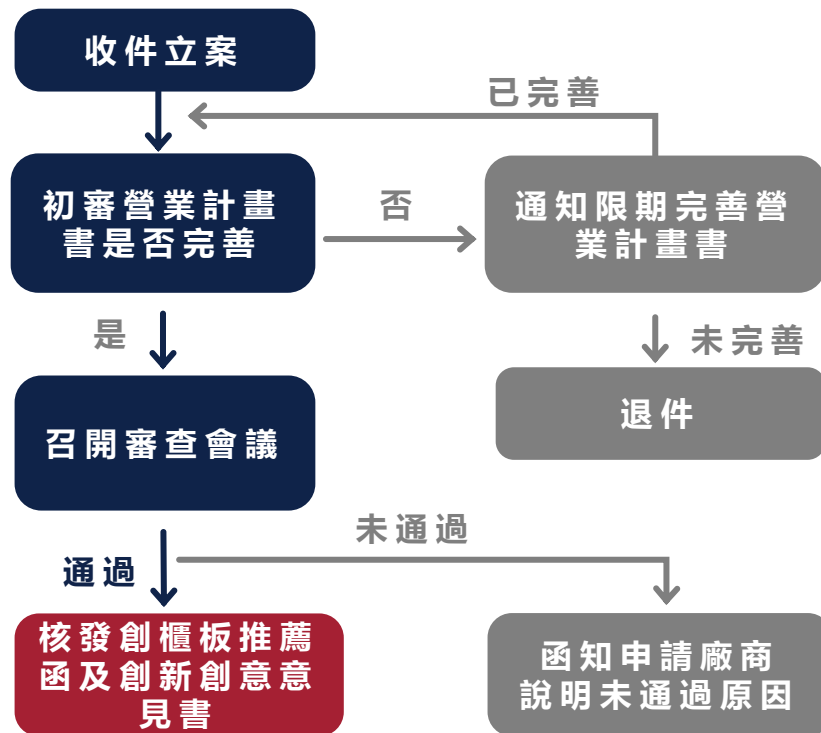 收件立案
已完善
初審營業計畫
書是否完善
否
通知限期完善營
業計畫書
是
未完善
召開審查會議
退件
未通過
通過
核發創櫃板推薦
函及創新創意意
見書
函知申請廠商
說明未通過原因